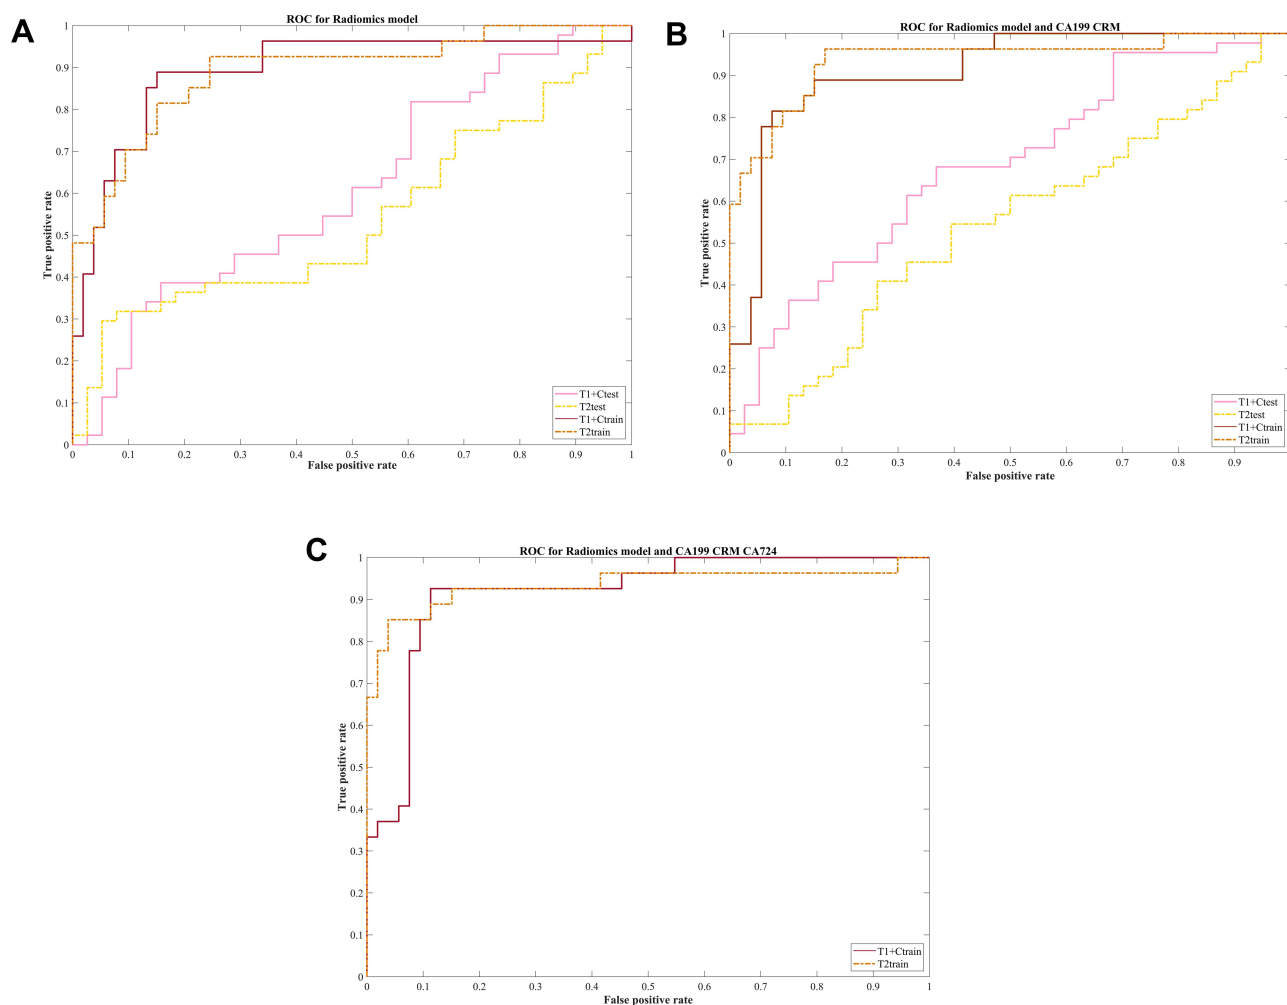 A
ROC for Radiomics model
True positive rate
1
0.9
0.8
0.7
0.6
0.5
0.4
0.3
0.2
0.1
0
0 0.1 0.2 0.3 0.4 0.5 0.6 0.7 0.8 0.9 1
False positive rate
T1+Ctest
T2test
T1+Ctrain
T2train
B
ROC for Radiomics model and CA199 CRM
True positive rate
1
0.9
0.8
0.7
0.6
0.5
0.4
0.3
0.2
0.1
0
0 0.1 0.2 0.3 0.4 0.5 0.6 0.7 0.8 0.9
False positive rate
T1+Ctest
T2test
T1+Ctrain
T2train
C
ROC for Radiomics model and CA199 CRM CA724
True positive rate
1
0.9
0.8
0.7
0.6
0.5
0.4
0.3
0.2
0.1
0
0 0.1 0.2 0.3 0.4 0.5 0.6 0.7 0.8 0.9 1
False positive rate
T1+Ctrain
T2train